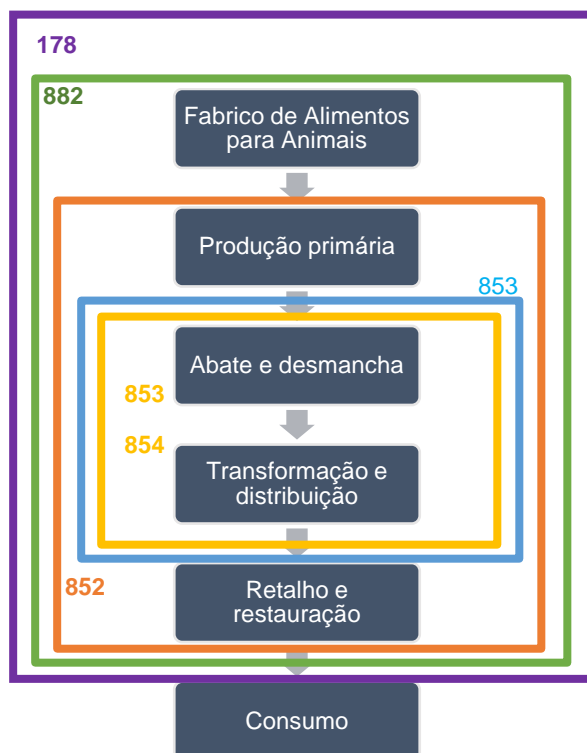 178
882
Fabrico de Alimentos
para Animais
Produção primária
853
Abate e desmancha
853
854
Transformação e
distribuição
852
Retalho e
restauração
Consumo